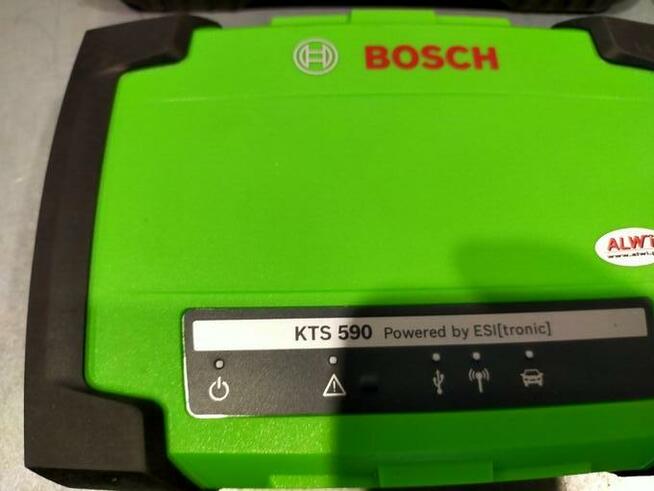 BOSCH
ALWI
KTS 590 Powered by ESI[tronic]